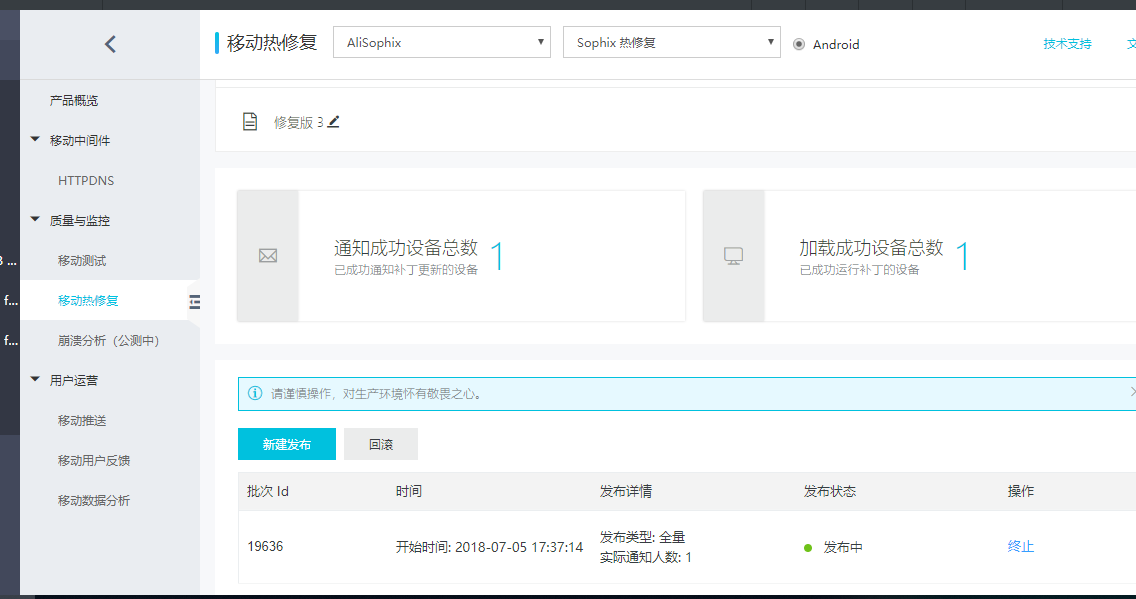 移动热修复
AliSophix
Sophix 热修复
Android
技术支持
产品概览
移动中间件
HTTPDNS
质量与监控
移动测试
移动热修复
崩溃分析（公测中）
用户运营
移动推送
移动用户反馈
移动数据分析
3 ...
f...
f...
修复版 3
通知成功设备总数 1
已成功通知补丁更新的设备
加载成功设备总数 1
已成功运行补丁的设备
请谨慎操作，对生产环境怀有敬畏之心。
新建发布 回滚
批次 Id 时间 发布详情 发布状态 操作
19636 开始时间: 2018-07-05 17:37:14 发布类型: 全量 发布中 终止
实际通知人数: 1